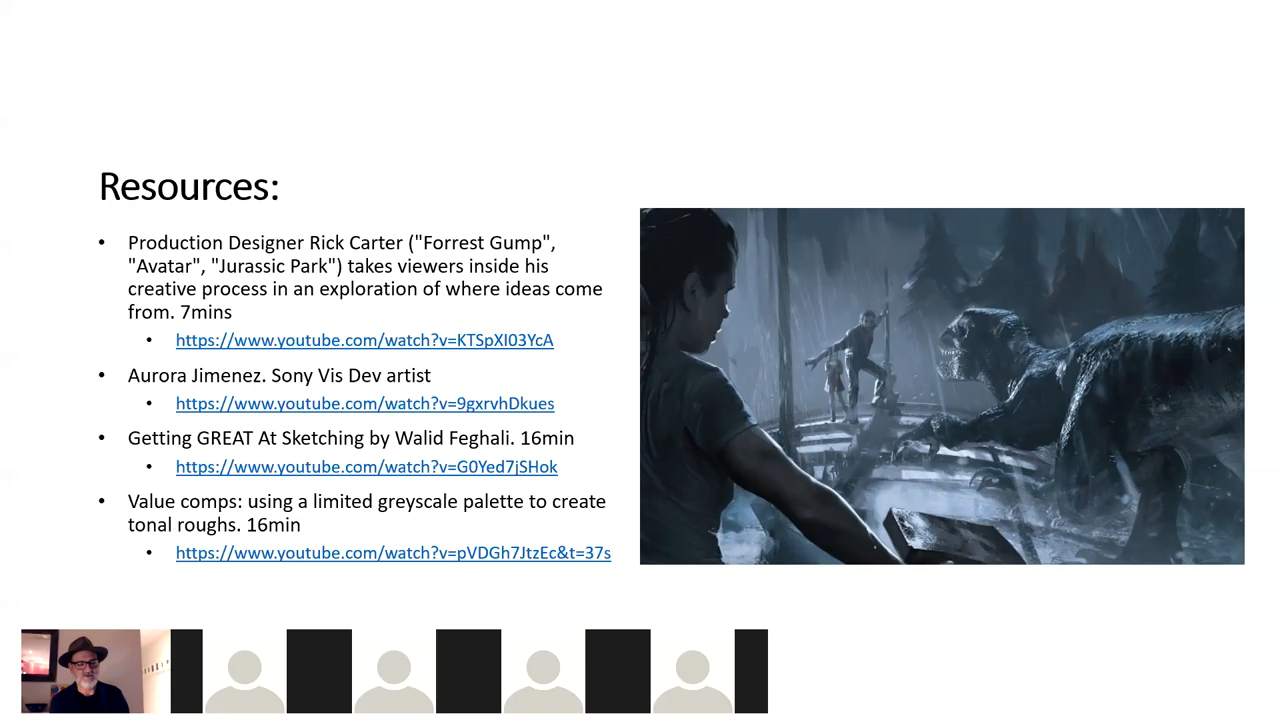 Resources:
• Production Designer Rick Carter ("Forrest Gump",
"Avatar", "Jurassic Park") takes viewers inside his
creative process in an exploration of where ideas come
from. 7mins
• https://www.youtube.com/watch?v=KTSpXI03YcA
• Aurora Jimenez. Sony Vis Dev artist
• https://www.youtube.com/watch?v=9gxrvhDkues
• Getting GREAT At Sketching by Walid Feghali. 16min
• https://www.youtube.com/watch?v=G0Yed7jSHok
• Value comps: using a limited greyscale palette to create
tonal roughs. 16min
• https://www.youtube.com/watch?v=pVDGh7JtzEc&t=37s